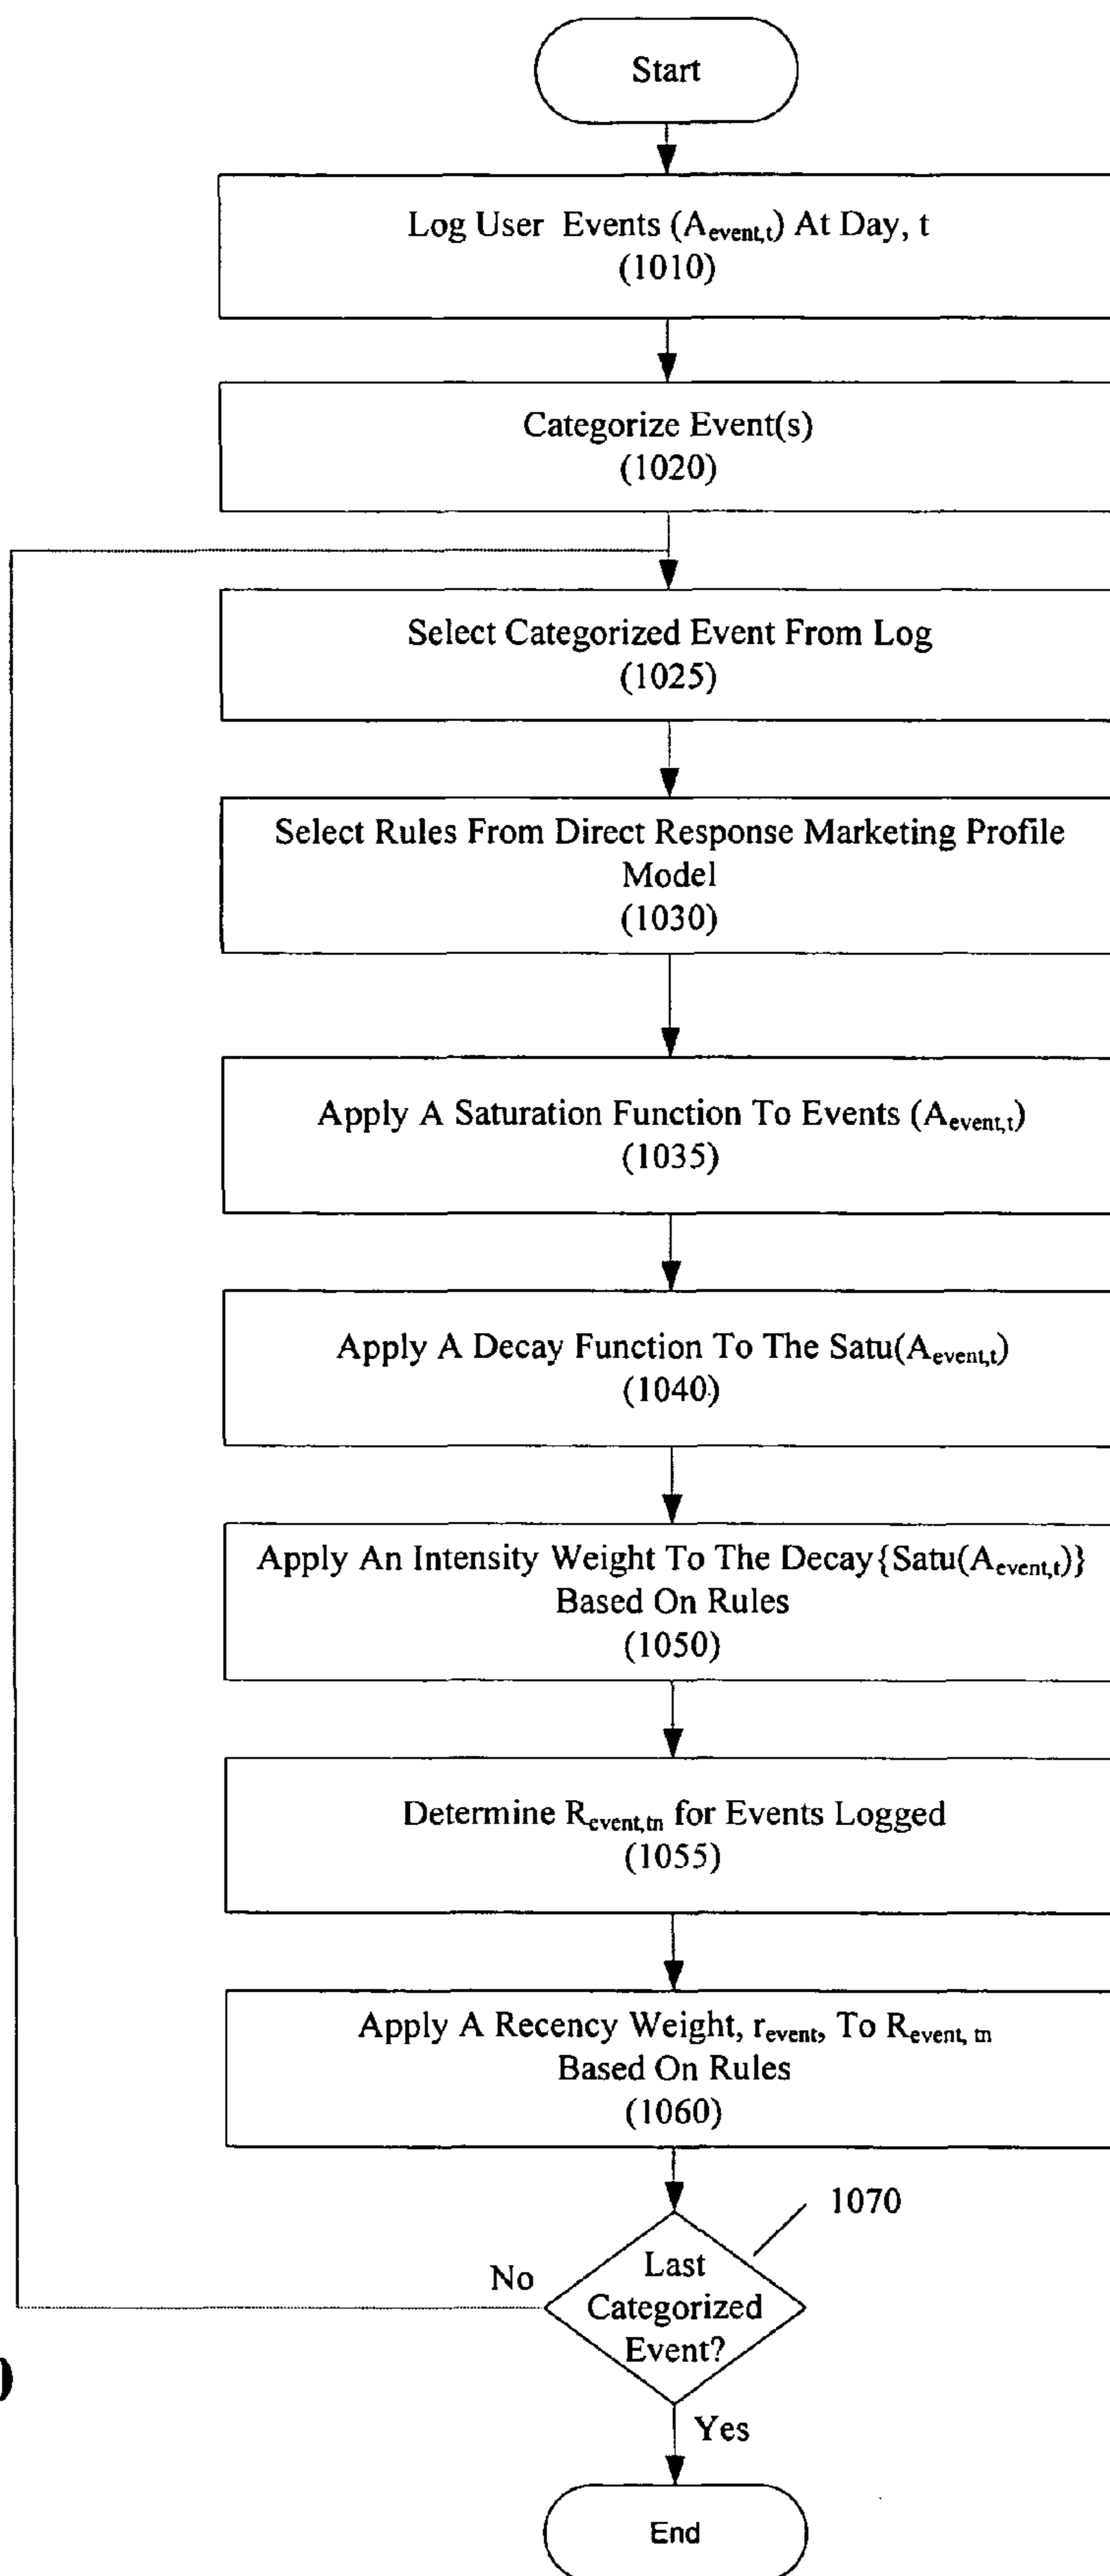 Start
Log User Events (Aevent,t) At Day, t
(1010)
Categorize Event(s)
(1020)
Select Categorized Event From Log
(1025)
Select Rules From Direct Response Marketing Profile
Model
(1030)
Apply A Saturation Function To Events (Aevent,t)
(1035)
Apply A Decay Function To The Satu(Aevent,t)
(1040)
Apply An Intensity Weight To The Decay{Satu(Aevent,t)}
Based On Rules
(1050)
Determine Revent,tn for Events Logged
(1055)
Apply A Recency Weight, revent, To Revent, tn
Based On Rules
(1060)
1070
Last
Categorized
Event?
No
Yes
End